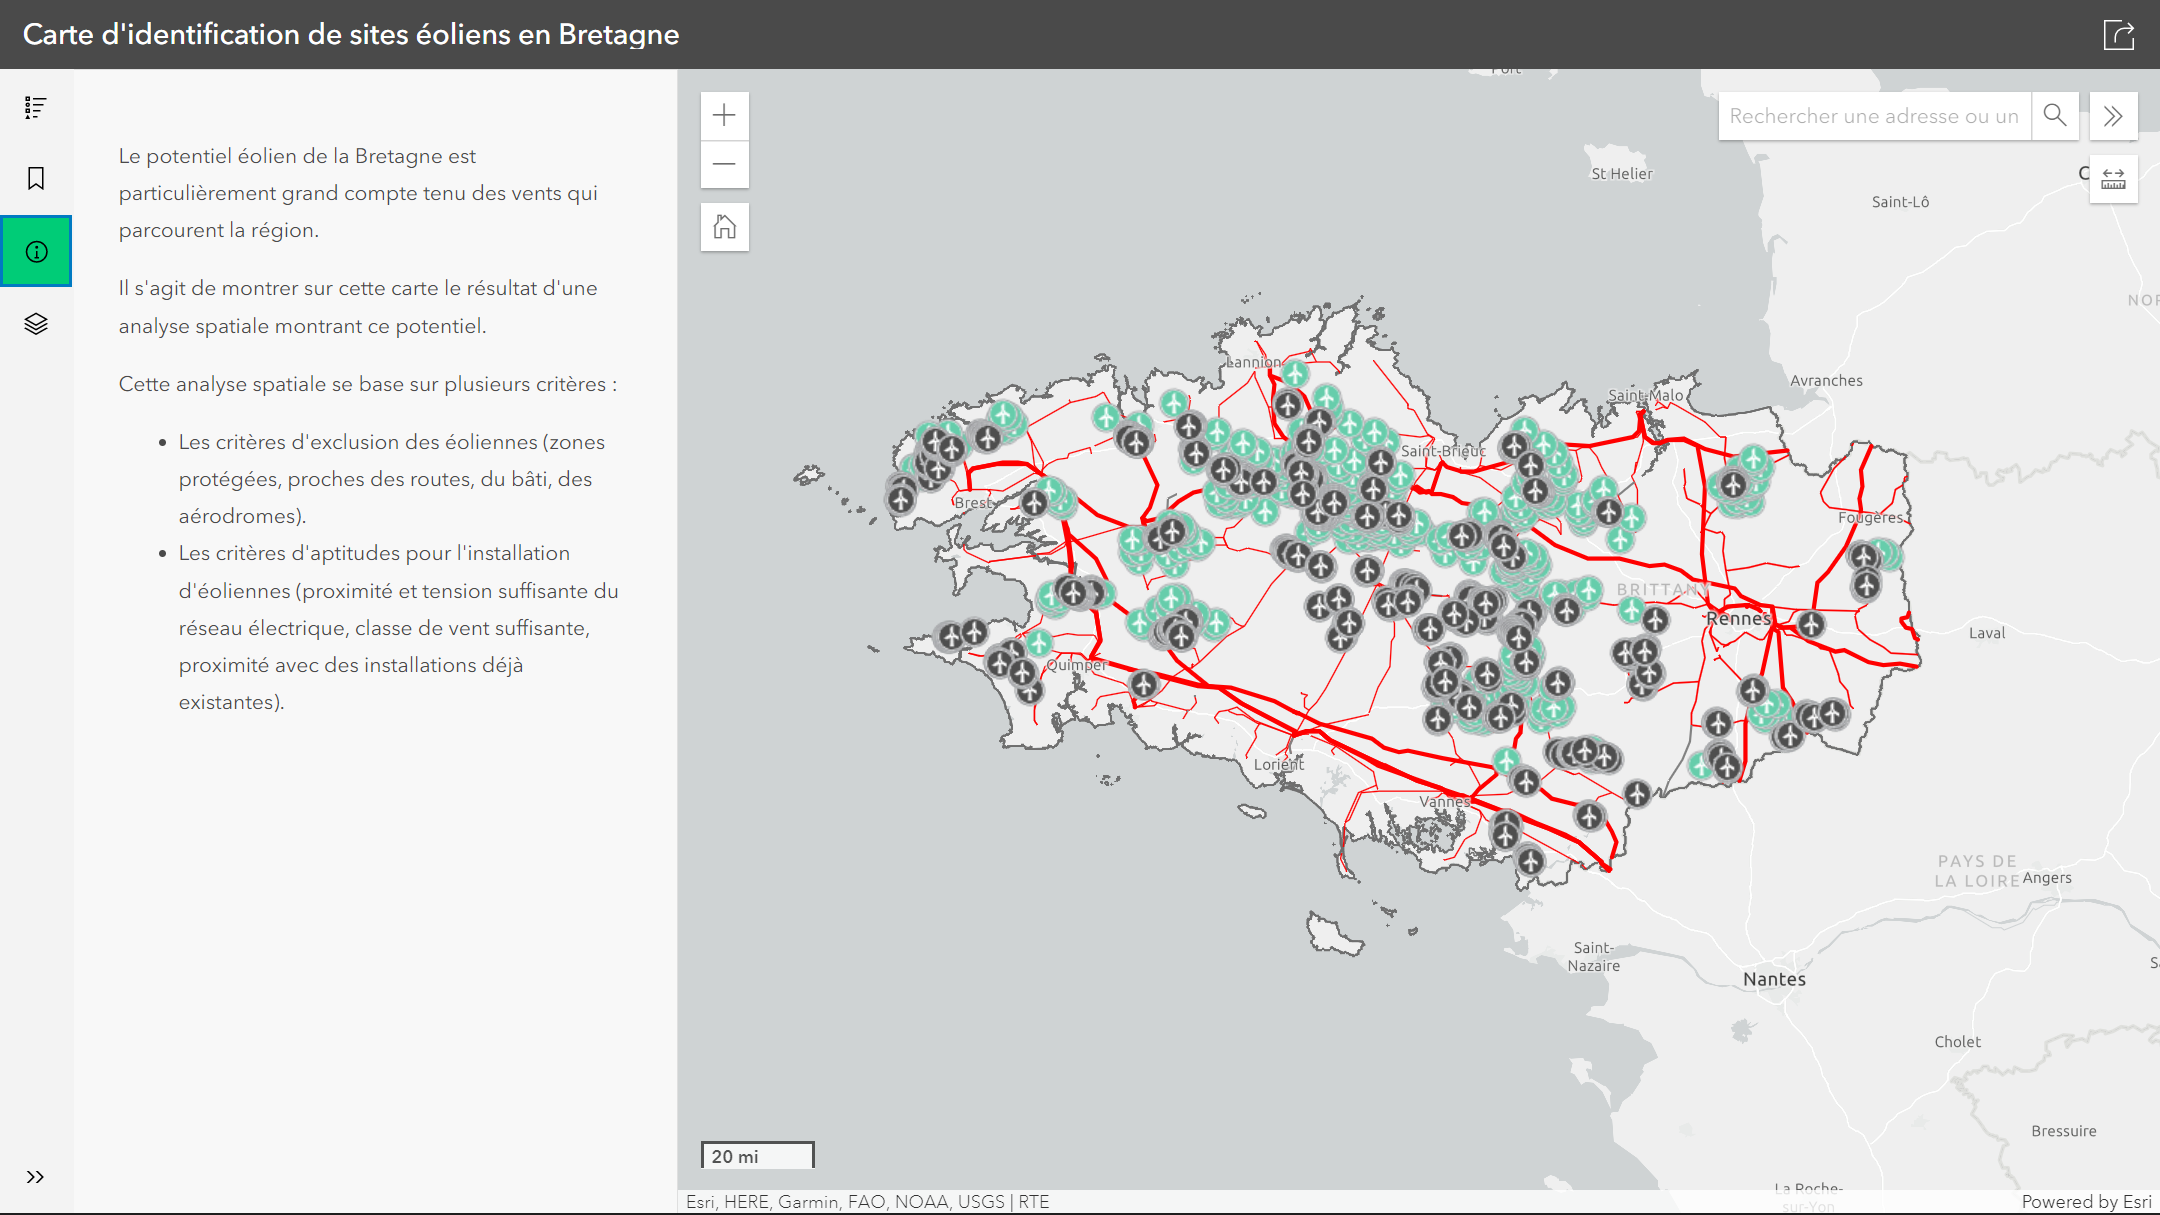 Carte d'identification de sites éoliens en Bretagne
Le potentiel éolien de la Bretagne est
particulièrement grand compte tenu des vents qui
parcourent la région.
Il s'agit de montrer sur cette carte le résultat d'une
analyse spatiale montrant ce potentiel.
Cette analyse spatiale se base sur plusieurs critères :
Les critères d'exclusion des éoliennes (zones
protégées, proches des routes, du bâti, des
aérodromes).
Les critères d'aptitudes pour l'installation
d'éoliennes (proximité et tension suffisante du
réseau électrique, classe de vent suffisante,
proximité avec des installations déjà
existantes).
Rechercher une adresse ou un
Port
St Helier
Saint-Lô
C
NOR
Lannion
Avranches
Saint-Malo
Saint-Brieuc
Brest
Fougères
BRITTANY
Rennes
Laval
Quimper
Lorient
Vannes
PAYS DE
LA LOIRE
Angers
Saint-
Nazaire
S
Nantes
Cholet
Bressuire
La Roche-
sur-Yon
20 mi
Esri, HERE, Garmin, FAO, NOAA, USGS | RTE
Powered by Esri